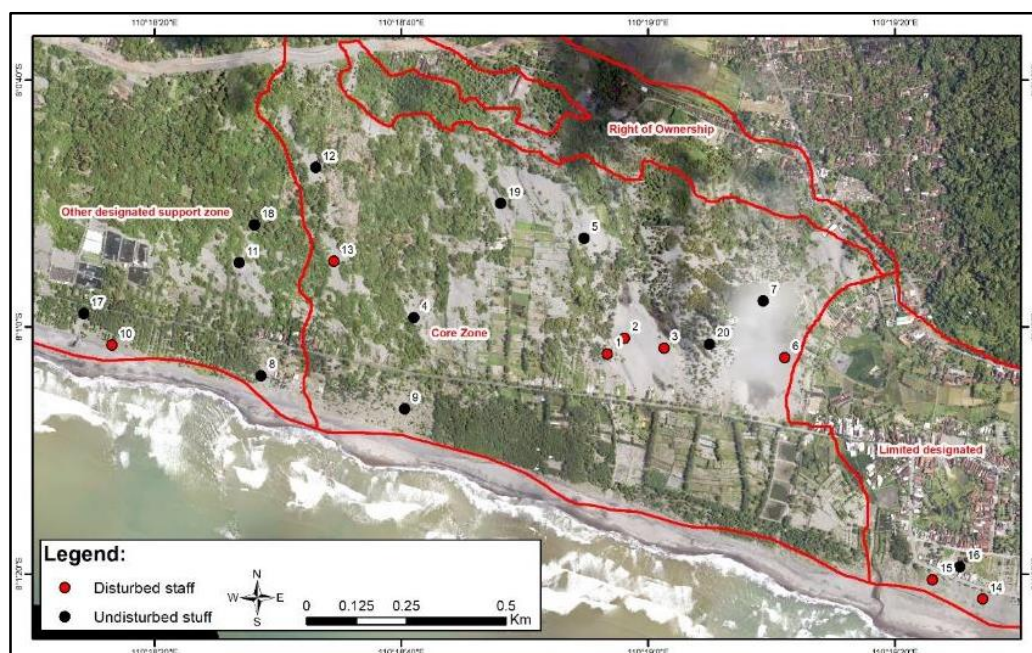 110°18'20"E 110°18'40"E 110°19'0"E 110°19'20"E
8°0'40"S
Right of Ownership
12
19
Other designated support zone
18
5
11
13
7
17
4
8°1'0"S
Core Zone
2
20
10
1
3
6
8
9
Limited designated
16
15
14
8°1'20"S
Legend:
Disturbed staff
Undisturbed stuff
N
W E
S
0 0.125 0.25 0.5
Km
110°18'20"E 110°18'40"E 110°19'0"E 110°19'20"E